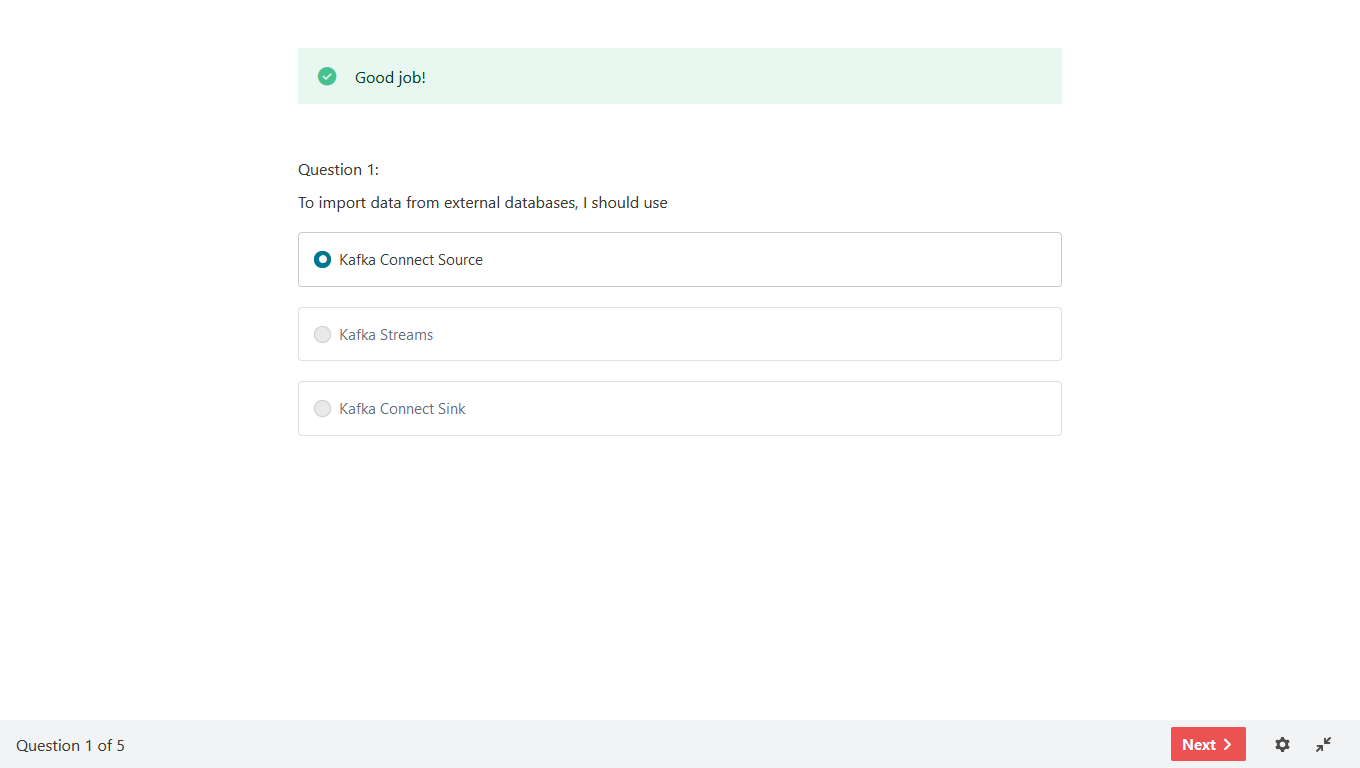 Good job!
Question 1:
To import data from external databases, I should use
Kafka Connect Source
Kafka Streams
Kafka Connect Sink
Question 1 of 5
Next